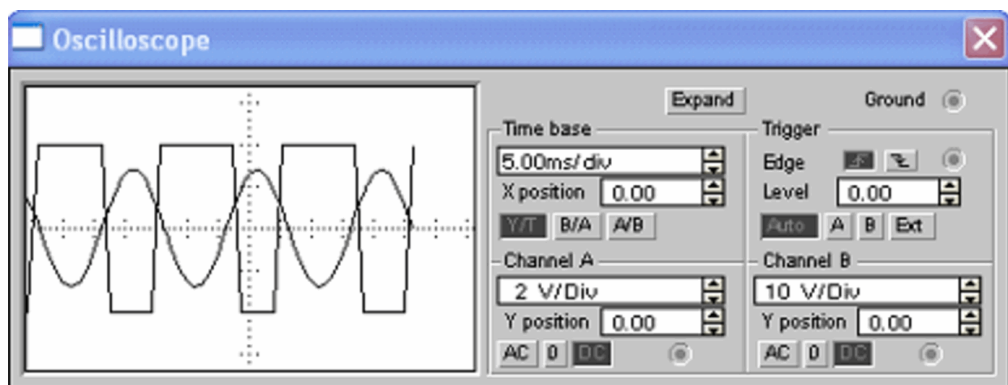 Oscilloscope
Expand
Ground
Time base
5.00ms/div
X position 0.00
Y/T B/A A/B
Trigger
Edge
Level 0.00
Auto A B Ext
Channel A
2 V/Div
Y position 0.00
AC 0 DC
Channel B
10 V/Div
Y position 0.00
AC 0 DC